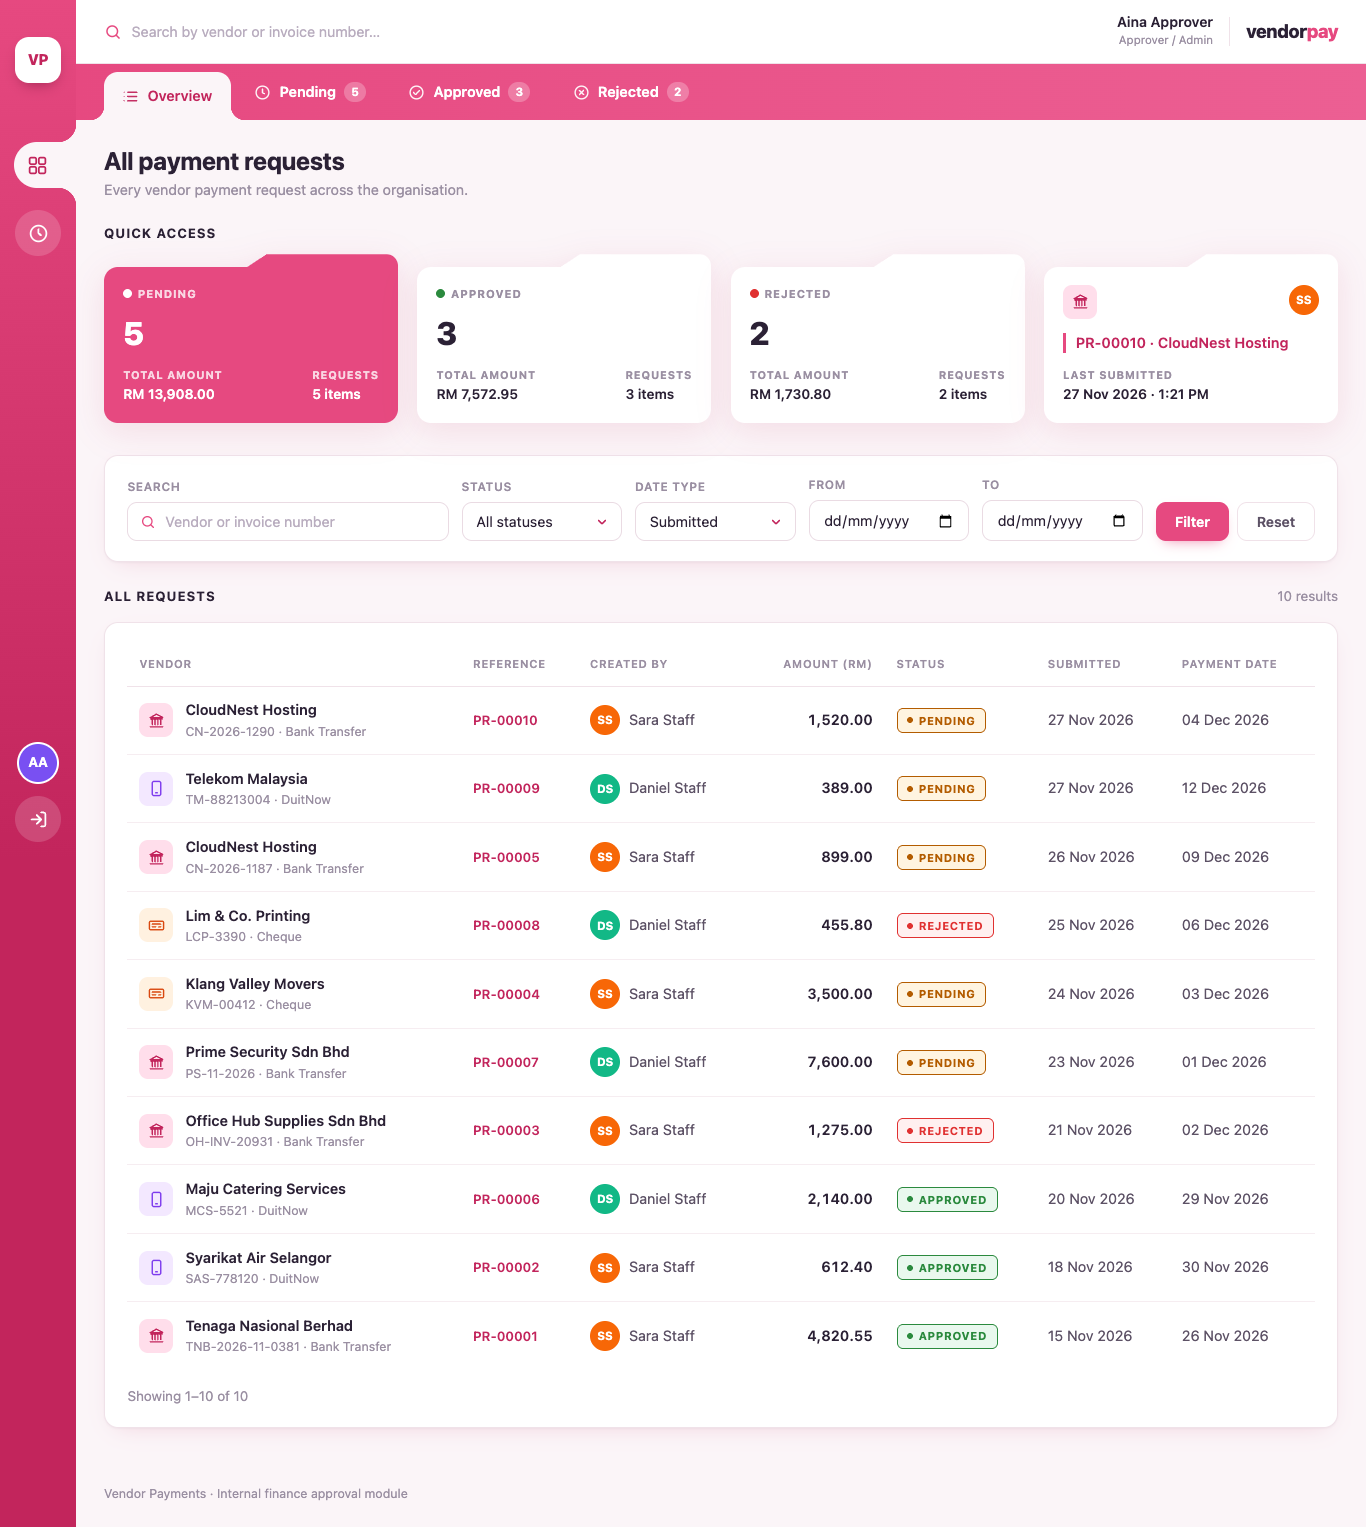 VP
Search by vendor or invoice number...
Aina Approver
Approver / Admin
vendorpay
Overview
Pending 5
Approved 3
Rejected 2
All payment requests
Every vendor payment request across the organisation.
QUICK ACCESS
PENDING
5
TOTAL AMOUNT REQUESTS
RM 13,908.00 5 items
APPROVED
3
TOTAL AMOUNT REQUESTS
RM 7,572.95 3 items
REJECTED
2
TOTAL AMOUNT REQUESTS
RM 1,730.80 2 items
SS
PR-00010 · CloudNest Hosting
LAST SUBMITTED
27 Nov 2026 · 1:21 PM
SEARCH STATUS DATE TYPE FROM TO
Vendor or invoice number All statuses Submitted dd/mm/yyyy dd/mm/yyyy Filter Reset
ALL REQUESTS 10 results
VENDOR REFERENCE CREATED BY AMOUNT (RM) STATUS SUBMITTED PAYMENT DATE
CloudNest Hosting
CN-2026-1290 · Bank Transfer
PR-00010 SS Sara Staff 1,520.00 PENDING 27 Nov 2026 04 Dec 2026
Telekom Malaysia
TM-88213004 · DuitNow
PR-00009 DS Daniel Staff 389.00 PENDING 27 Nov 2026 12 Dec 2026
CloudNest Hosting
CN-2026-1187 · Bank Transfer
PR-00005 SS Sara Staff 899.00 PENDING 26 Nov 2026 09 Dec 2026
Lim & Co. Printing
LCP-3390 · Cheque
PR-00008 DS Daniel Staff 455.80 REJECTED 25 Nov 2026 06 Dec 2026
Klang Valley Movers
KVM-00412 · Cheque
PR-00004 SS Sara Staff 3,500.00 PENDING 24 Nov 2026 03 Dec 2026
Prime Security Sdn Bhd
PS-11-2026 · Bank Transfer
PR-00007 DS Daniel Staff 7,600.00 PENDING 23 Nov 2026 01 Dec 2026
Office Hub Supplies Sdn Bhd
OH-INV-20931 · Bank Transfer
PR-00003 SS Sara Staff 1,275.00 REJECTED 21 Nov 2026 02 Dec 2026
Maju Catering Services
MCS-5521 · DuitNow
PR-00006 DS Daniel Staff 2,140.00 APPROVED 20 Nov 2026 29 Nov 2026
Syarikat Air Selangor
SAS-778120 · DuitNow
PR-00002 SS Sara Staff 612.40 APPROVED 18 Nov 2026 30 Nov 2026
Tenaga Nasional Berhad
TNB-2026-11-0381 · Bank Transfer
PR-00001 SS Sara Staff 4,820.55 APPROVED 15 Nov 2026 26 Nov 2026
Showing 1–10 of 10
AA
Vendor Payments · Internal finance approval module